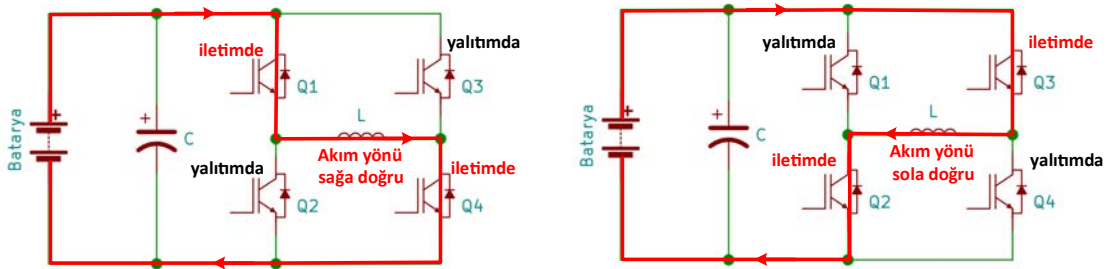 Batarya
+
+
C
iletimde
Q1
yalıtımda
Q3
L
Akım yönü
sağa doğru
yalıtımda
Q2
iletimde
Q4
Batarya
+
+
C
yalıtımda
Q1
iletimde
Q3
L
Akım yönü
sola doğru
iletimde
Q2
yalıtımda
Q4